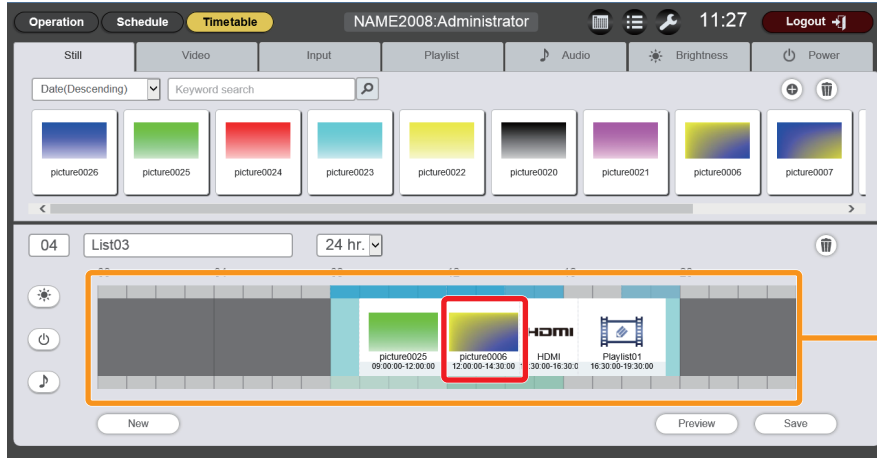 Operation Schedule Timetable NAME2008:Administrator 11:27 Logout
Still Video Input Playlist Audio Brightness Power
Date(Descending) Keyword search
picture0026 picture0025 picture0024 picture0023 picture0022 picture0020 picture0021 picture0006 picture0007
04 List03 24 hr.
HDMI
picture0025 picture0006 HDMI Playlist01
09:00:00-12:00:00 12:00:00-14:30:00 16:30:00-19:30:00
New Preview Save